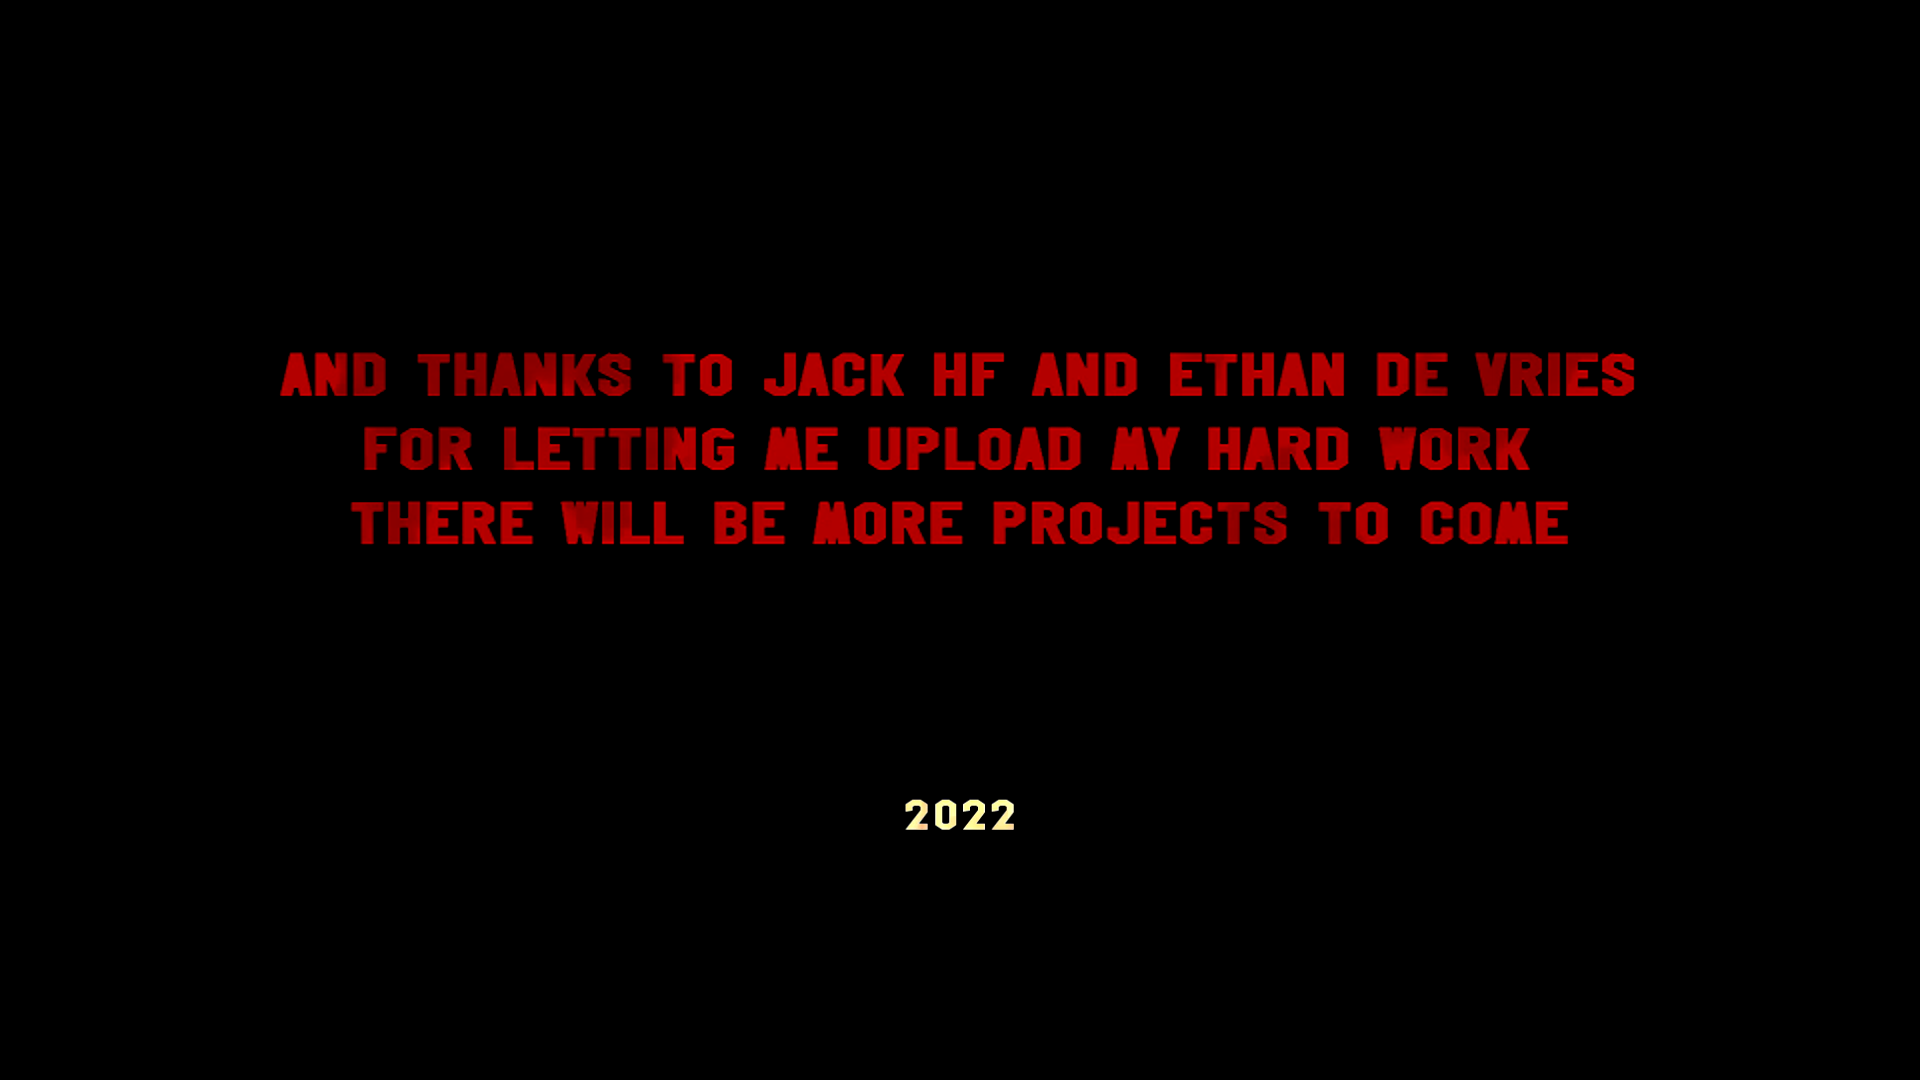 AND THANKS TO JACK HF AND ETHAN DE VRIES
FOR LETTING ME UPLOAD MY HARD WORK
THERE WILL BE MORE PROJECTS TO COME
2022